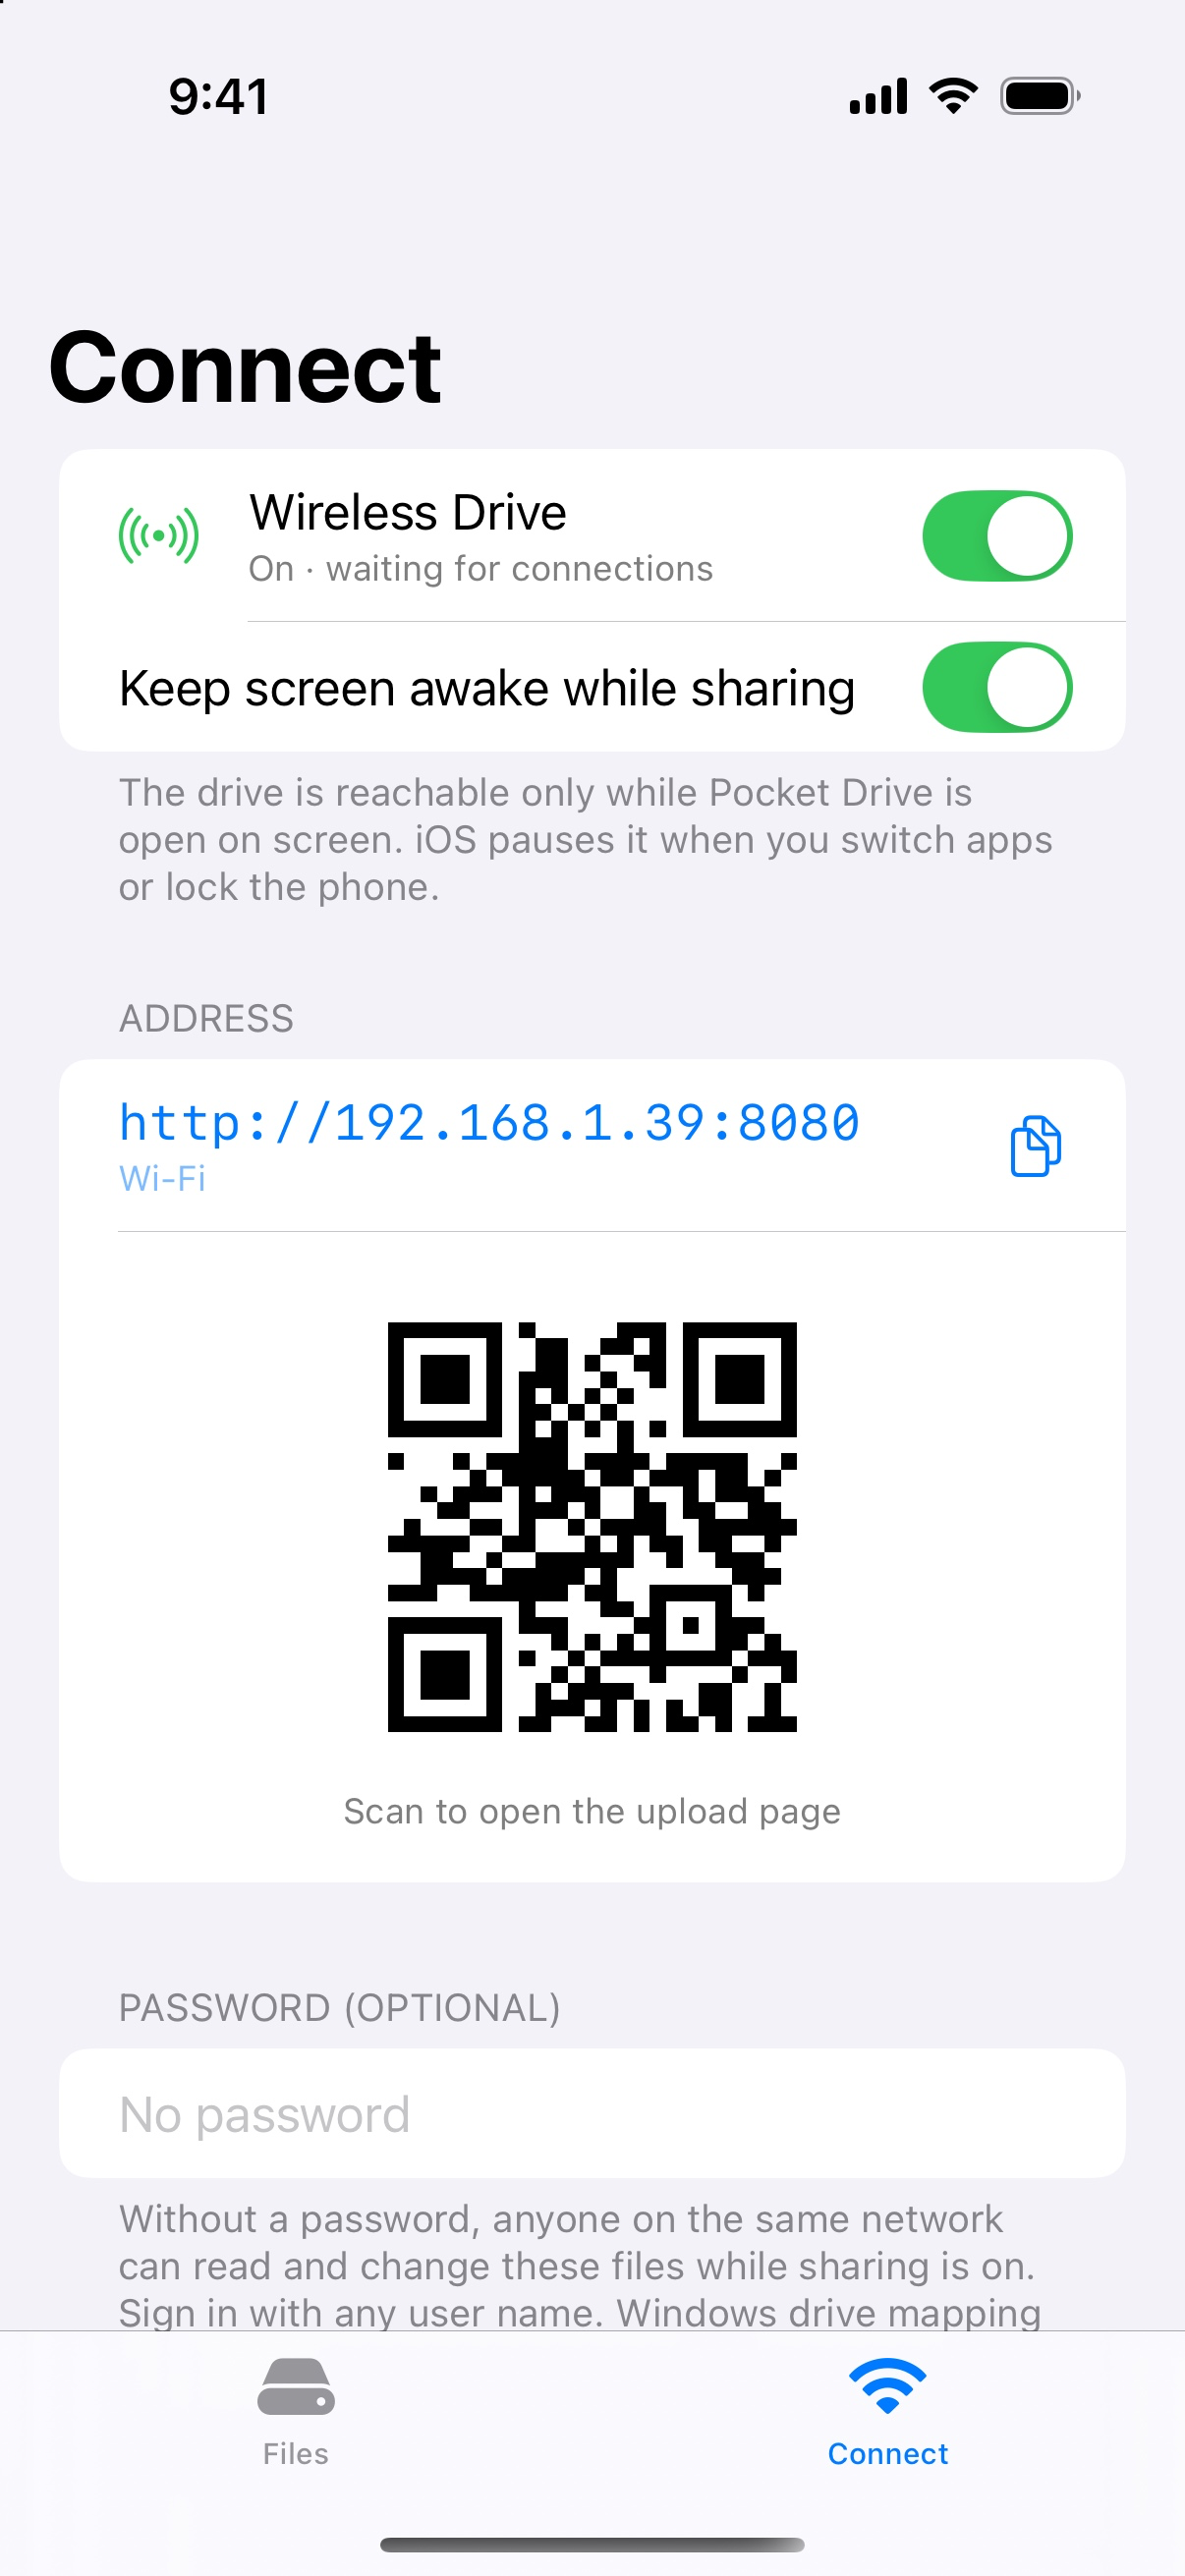 9:41
Connect
Wireless Drive
On · waiting for connections
Keep screen awake while sharing
The drive is reachable only while Pocket Drive is
open on screen. iOS pauses it when you switch apps
or lock the phone.
ADDRESS
http://192.168.1.39:8080
Wi-Fi
Scan to open the upload page
PASSWORD (OPTIONAL)
No password
Without a password, anyone on the same network
can read and change these files while sharing is on.
Sign in with any user name. Windows drive mapping
Files
Connect